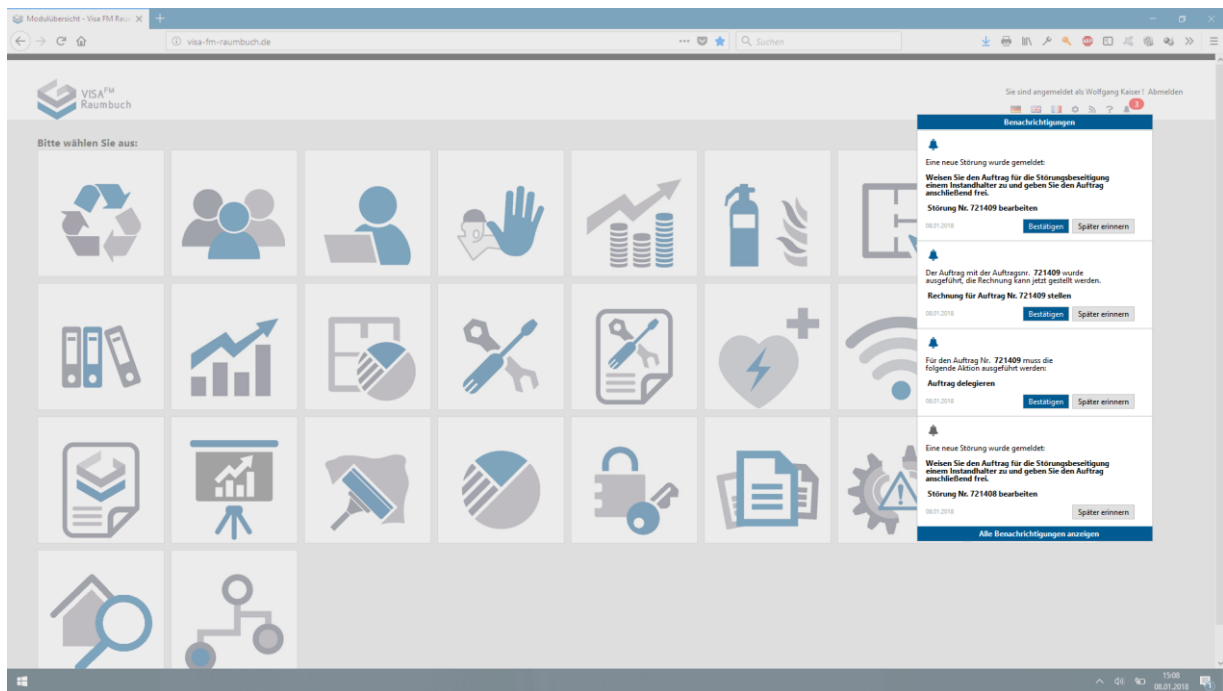 Modulübersicht - Visa FM Rau
visa-fm-raumbuch.de
Suchen
VISA FM
Raumbuch
Sie sind angemeldet als Wolfgang Kaiser! Abmelden
3
Bitte wählen Sie aus:
Benachrichtigungen
Eine neue Störung wurde gemeldet:
Weisen Sie den Auftrag für die Störungsbeseitigung
einem Instandhalter zu und geben Sie den Auftrag
anschließend frei.
Störung Nr. 721409 bearbeiten
08.01.2018 Bestätigen Später erinnern
Der Auftrag mit der Auftragsnr. 721409 wurde
ausgeführt, die Rechnung kann jetzt gestellt werden.
Rechnung für Auftrag Nr. 721409 stellen
08.01.2018 Bestätigen Später erinnern
Für den Auftrag Nr. 721409 muss die
folgende Aktion ausgeführt werden:
Auftrag delegieren
08.01.2018 Bestätigen Später erinnern
Eine neue Störung wurde gemeldet:
Weisen Sie den Auftrag für die Störungsbeseitigung
einem Instandhalter zu und geben Sie den Auftrag
anschließend frei.
Störung Nr. 721408 bearbeiten
08.01.2018 Später erinnern
Alle Benachrichtigungen anzeigen
15:08
08.01.2018